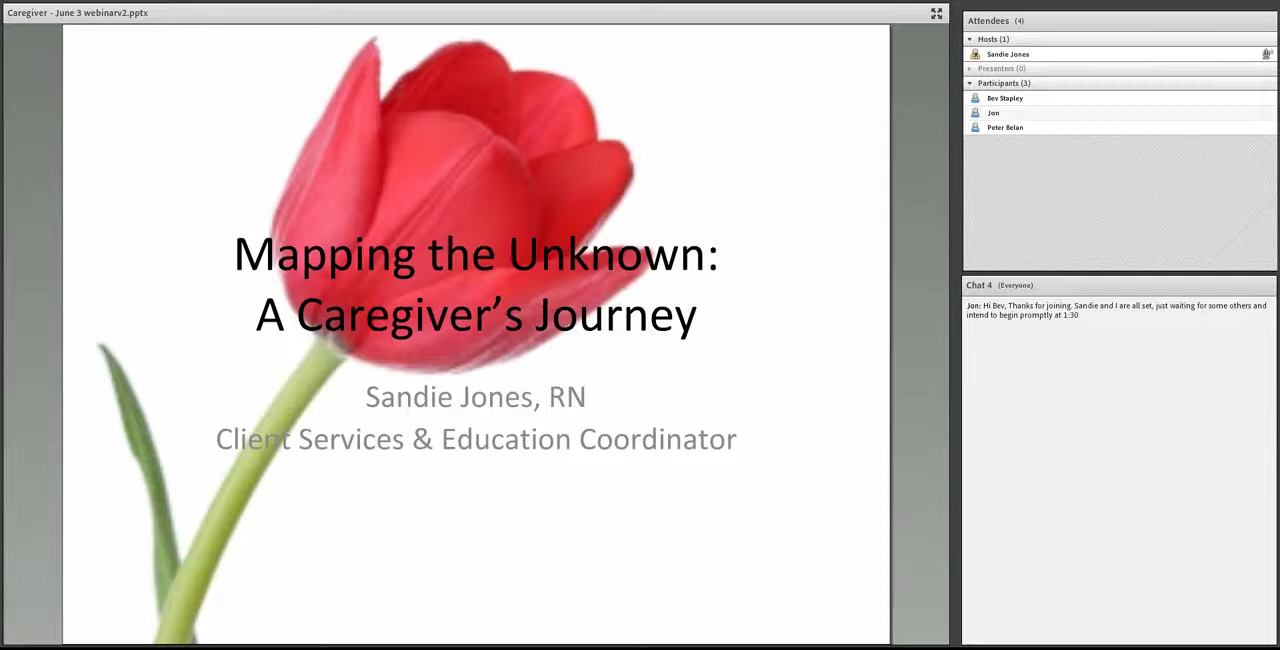 Caregiver - June 3 webinarv2.pptx
Mapping the Unknown:
A Caregiver’s Journey
Sandie Jones, RN
Client Services & Education Coordinator
Attendees (4)
Hosts (1)
Sandie Jones
Presenters (0)
Participants (3)
Bev Stapley
Jon
Peter Belan
Chat 4 (Everyone)
Jon: Hi Bev, Thanks for joining. Sandie and I are all set, just waiting for some others and
intend to begin promptly at 1:30